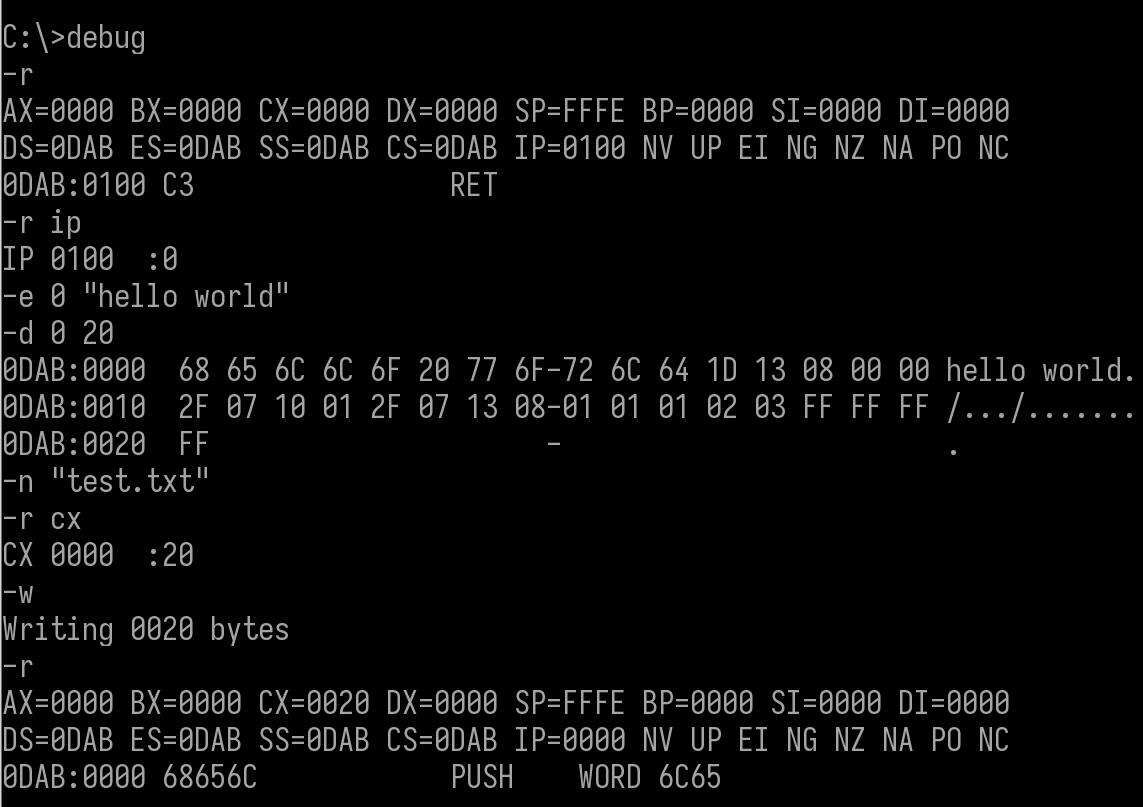 C:\>debug
-r
AX=0000 BX=0000 CX=0000 DX=0000 SP=FFFE BP=0000 SI=0000 DI=0000
DS=0DAB ES=0DAB SS=0DAB CS=0DAB IP=0100 NV UP EI NG NZ NA PO NC
0DAB:0100 C3                RET
-r ip
IP 0100  :0
-e 0 "hello world"
-d 0 20
0DAB:0000  68 65 6C 6C 6F 20 77 6F-72 6C 64 1D 13 08 00 00 hello world.
0DAB:0010  2F 07 10 01 2F 07 13 08-01 01 01 02 03 FF FF FF /.../.......
0DAB:0020  FF                     -                        .
-n "test.txt"
-r cx
CX 0000  :20
-w
Writing 0020 bytes
-r
AX=0000 BX=0000 CX=0020 DX=0000 SP=FFFE BP=0000 SI=0000 DI=0000
DS=0DAB ES=0DAB SS=0DAB CS=0DAB IP=0000 NV UP EI NG NZ NA PO NC
0DAB:0000 68656C            PUSH    WORD 6C65